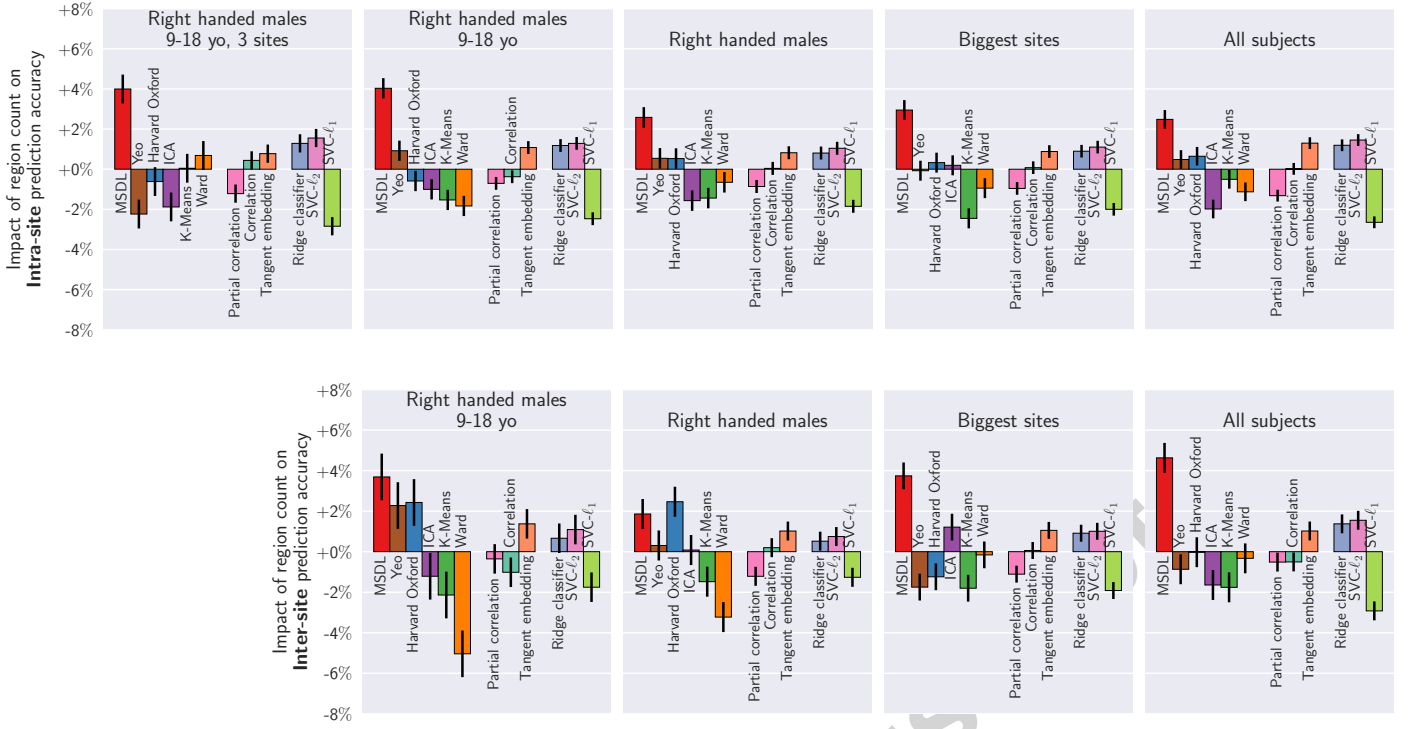 Impact of region count on
Intra-site prediction accuracy
+8%
+6%
+4%
+2%
+0%
-2%
-4%
-6%
-8%
Right handed males
9-18 yo, 3 sites
MSDL
Yeo
Harvard Oxford
ICA
K-Means
Ward
Partial correlation
Correlation
Tangent embedding
Ridge classifier
SVC-ℓ2
SVC-ℓ1
Right handed males
9-18 yo
MSDL
Yeo
Harvard Oxford
ICA
K-Means
Ward
Partial correlation
Correlation
Tangent embedding
Ridge classifier
SVC-ℓ2
SVC-ℓ1
Right handed males
MSDL
Yeo
Harvard Oxford
ICA
K-Means
Ward
Partial correlation
Correlation
Tangent embedding
Ridge classifier
SVC-ℓ2
SVC-ℓ1
Biggest sites
MSDL
Yeo
Harvard Oxford
ICA
K-Means
Ward
Partial correlation
Correlation
Tangent embedding
Ridge classifier
SVC-ℓ2
SVC-ℓ1
All subjects
MSDL
Yeo
Harvard Oxford
ICA
K-Means
Ward
Partial correlation
Correlation
Tangent embedding
Ridge classifier
SVC-ℓ2
SVC-ℓ1
Impact of region count on
Inter-site prediction accuracy
+8%
+6%
+4%
+2%
+0%
-2%
-4%
-6%
-8%
Right handed males
9-18 yo
MSDL
Yeo
Harvard Oxford
ICA
K-Means
Ward
Partial correlation
Correlation
Tangent embedding
Ridge classifier
SVC-ℓ2
SVC-ℓ1
Right handed males
MSDL
Yeo
Harvard Oxford
ICA
K-Means
Ward
Partial correlation
Correlation
Tangent embedding
Ridge classifier
SVC-ℓ2
SVC-ℓ1
Biggest sites
MSDL
Yeo
Harvard Oxford
ICA
K-Means
Ward
Partial correlation
Correlation
Tangent embedding
Ridge classifier
SVC-ℓ2
SVC-ℓ1
All subjects
MSDL
Yeo
Harvard Oxford
ICA
K-Means
Ward
Partial correlation
Correlation
Tangent embedding
Ridge classifier
SVC-ℓ2
SVC-ℓ1